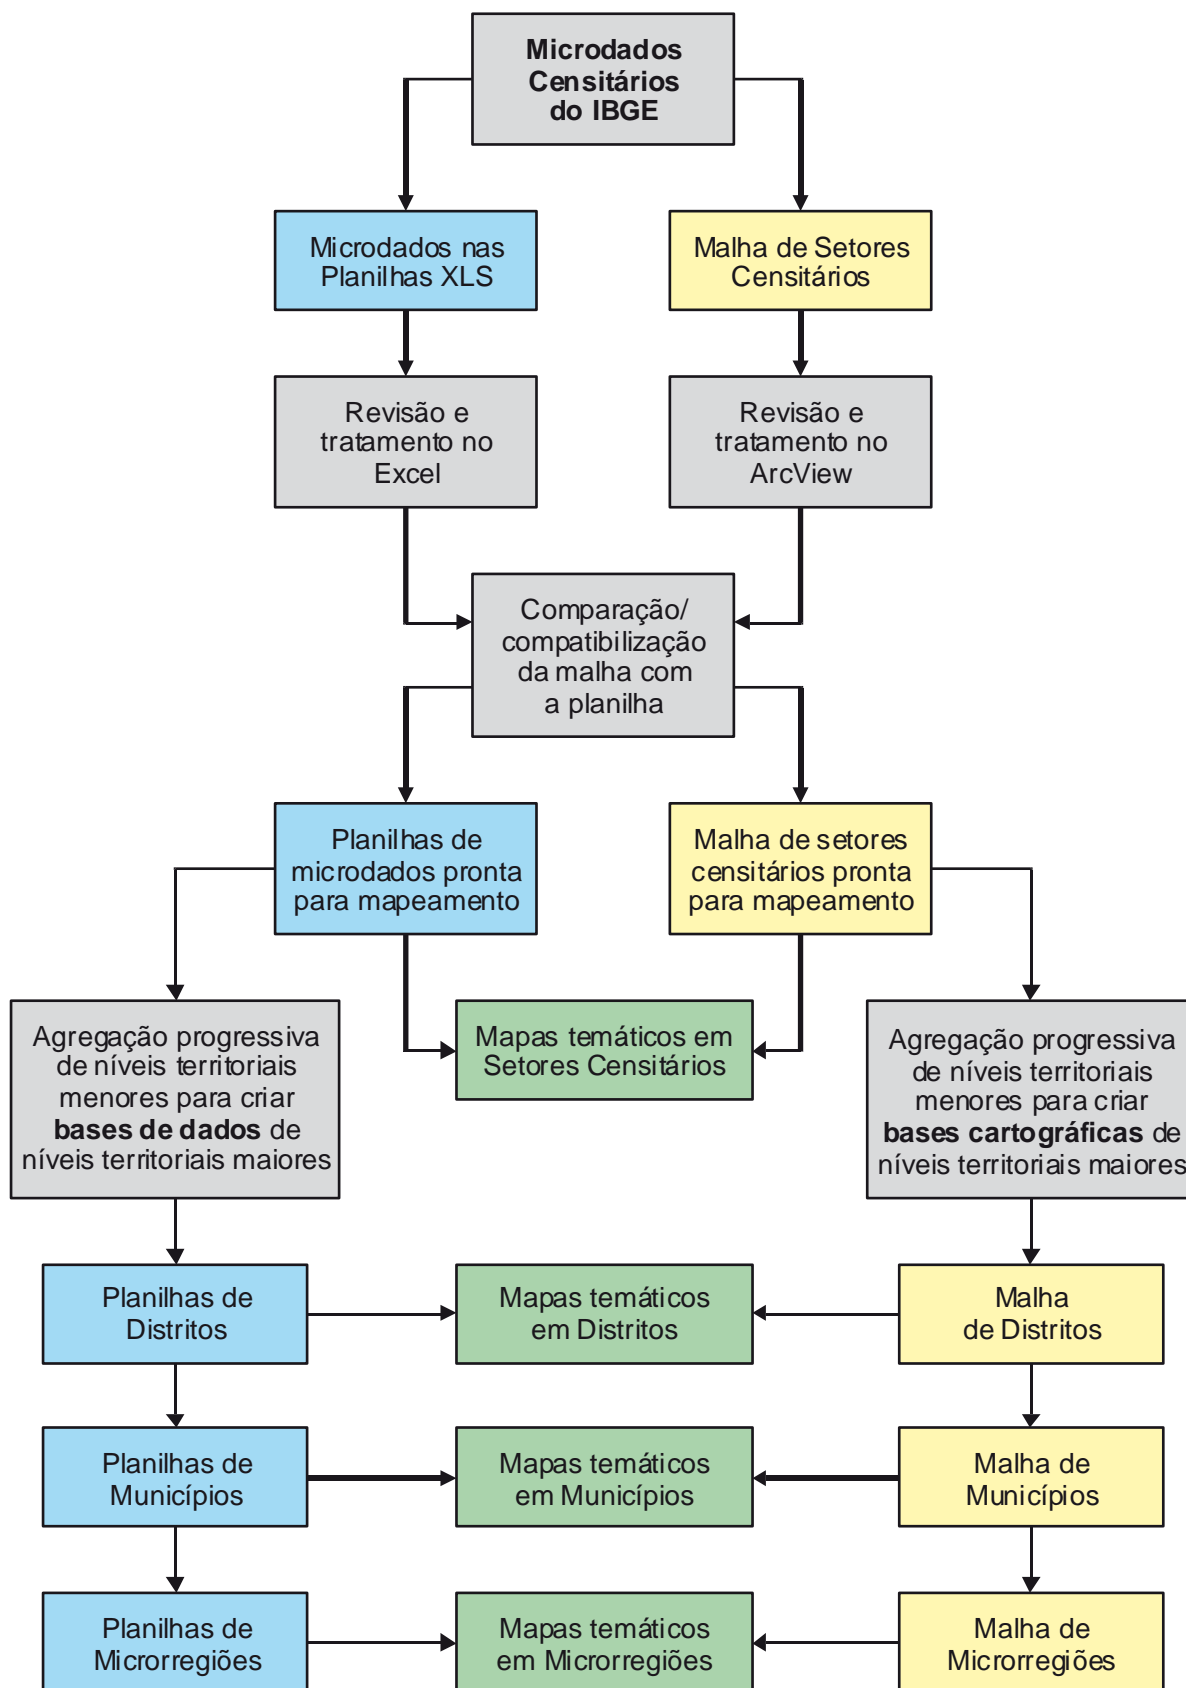 Microdados
Censitários
do IBGE
Microdados nas
Planilhas XLS
Malha de Setores
Censitários
Revisão e
tratamento no
Excel
Revisão e
tratamento no
ArcView
Comparação/
compatibilização
da malha com
a planilha
Planilhas de
microdados pronta
para mapeamento
Malha de setores
censitários pronta
para mapeamento
Agregação progressiva
de níveis territoriais
menores para criar
bases de dados de
níveis territoriais maiores
Mapas temáticos em
Setores Censitários
Agregação progressiva
de níveis territoriais
menores para criar
bases cartográficas de
níveis territoriais maiores
Planilhas de
Distritos
Mapas temáticos
em Distritos
Malha
de Distritos
Planilhas de
Municípios
Mapas temáticos
em Municípios
Malha de
Municípios
Planilhas de
Microrregiões
Mapas temáticos
em Microrregiões
Malha de
Microrregiões